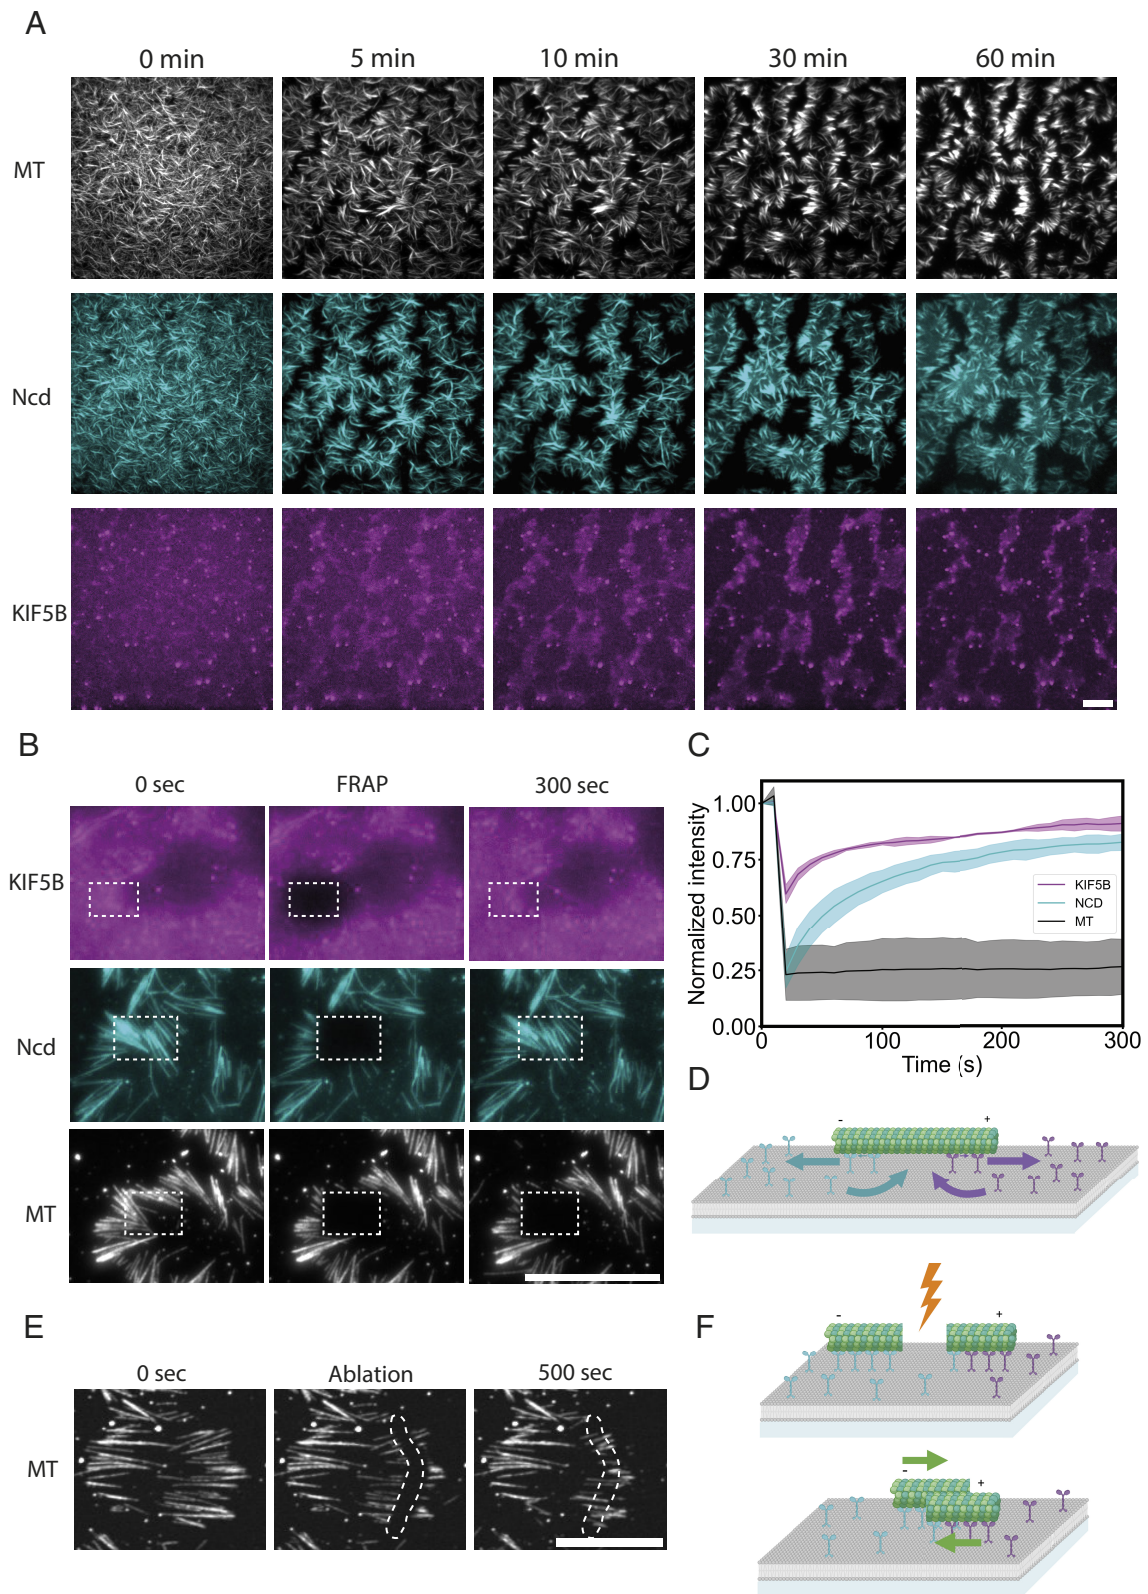 A
0 min 5 min 10 min 30 min 60 min
MT
Ncd
KIF5B
B
0 sec FRAP 300 sec
KIF5B
Ncd
MT
C
Normalized intensity
1.00
0.75
0.50
0.25
0.00
KIF5B
NCD
MT
0 100 200 300
Time (s)
D
- +
E
0 sec Ablation 500 sec
MT
F
- +
- +